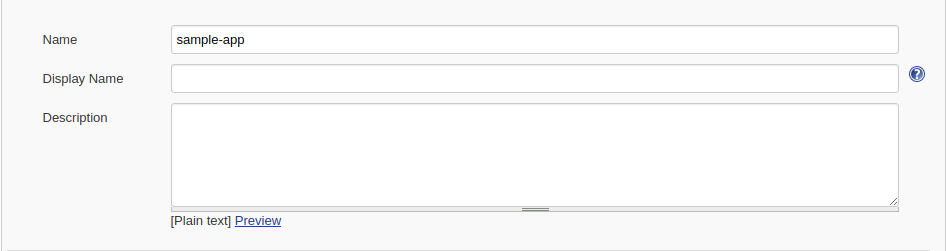 Name sample-app
Display Name ?
Description
[Plain text] Preview